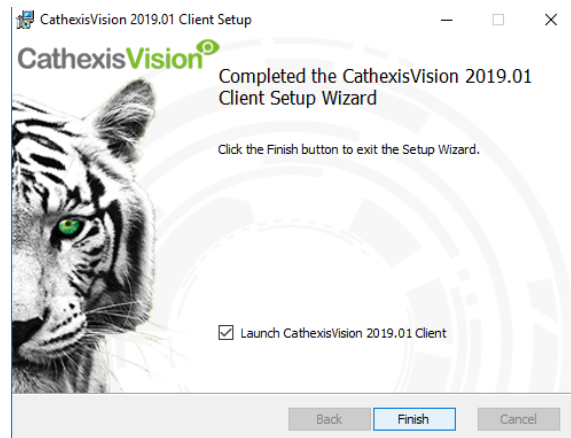 CathexisVision 2019.01 Client Setup
CathexisVision
Completed the CathexisVision 2019.01
Client Setup Wizard
Click the Finish button to exit the Setup Wizard.
Launch CathexisVision 2019.01 Client
Back Finish Cancel